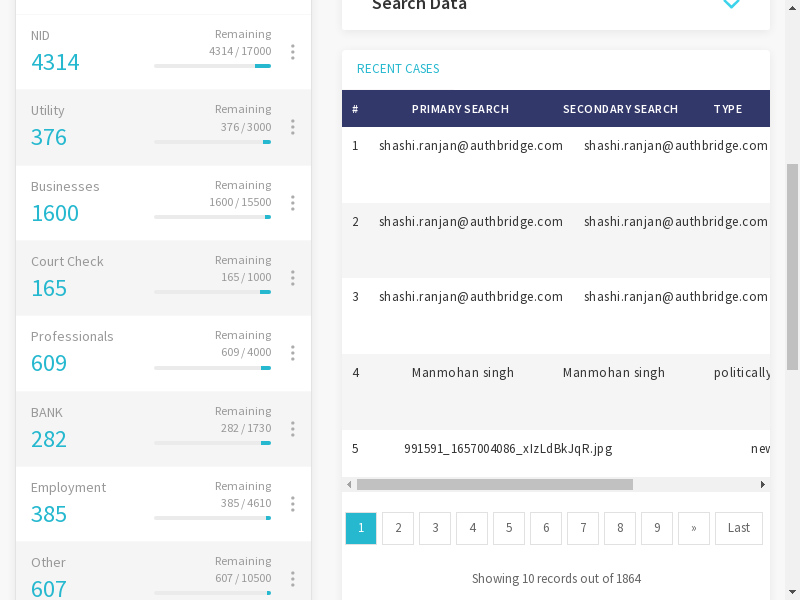 NID
Remaining
4314
4314 / 17000
Utility
Remaining
376
376 / 3000
Businesses
Remaining
1600
1600 / 15500
Court Check
Remaining
165
165 / 1000
Professionals
Remaining
609
609 / 4000
BANK
Remaining
282
282 / 1730
Employment
Remaining
385
385 / 4610
Other
Remaining
607
607 / 10500
Search Data
RECENT CASES
# PRIMARY SEARCH SECONDARY SEARCH TYPE
1 shashi.ranjan@authbridge.com shashi.ranjan@authbridge.com
2 shashi.ranjan@authbridge.com shashi.ranjan@authbridge.com
3 shashi.ranjan@authbridge.com shashi.ranjan@authbridge.com
4 Manmohan singh Manmohan singh politically
5 991591_1657004086_xIzLdBkJqR.jpg new
1 2 3 4 5 6 7 8 9 » Last
Showing 10 records out of 1864